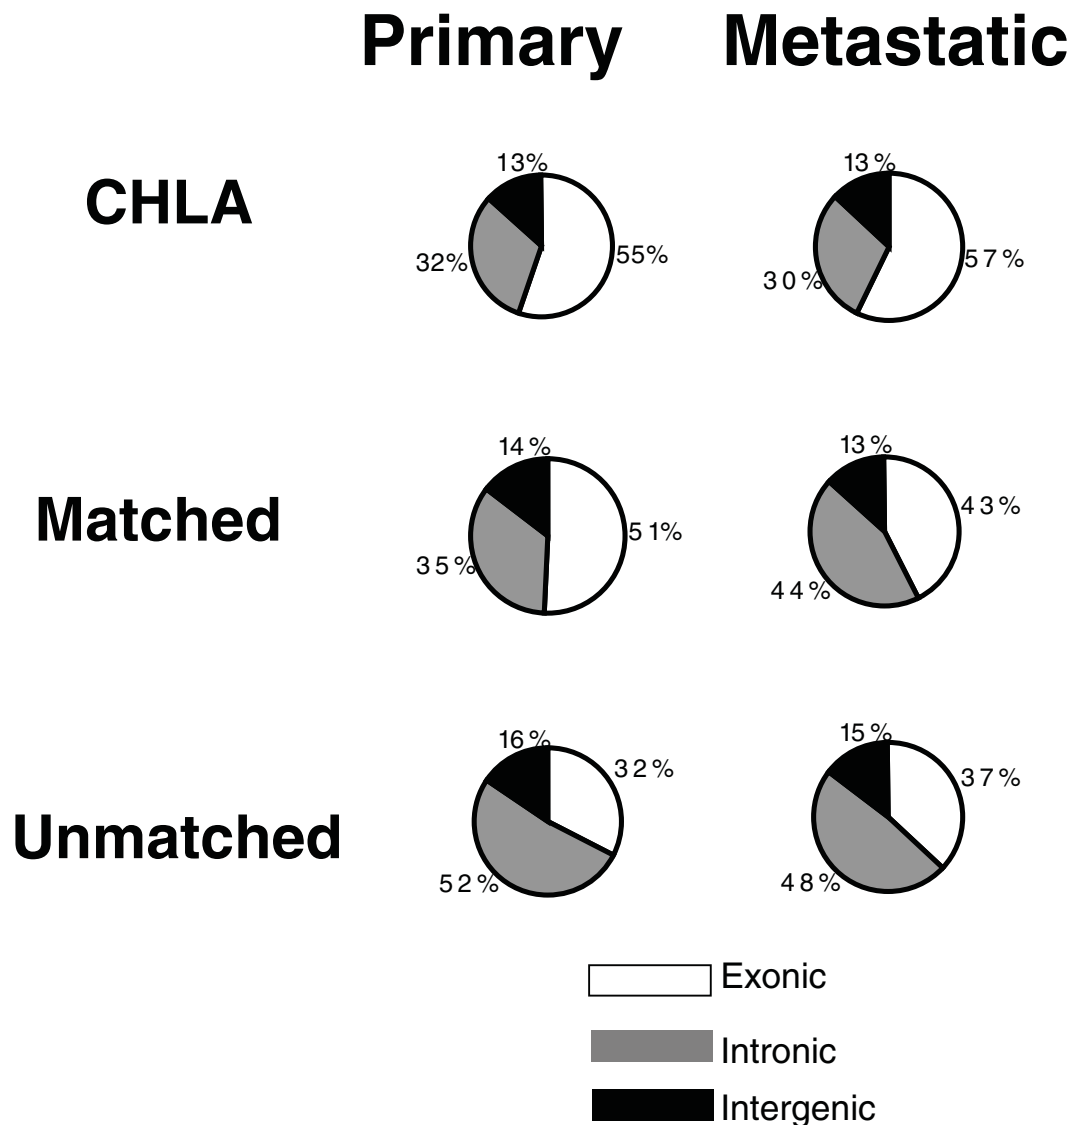 Primary Metastatic
CHLA
13%
32%
55%
13%
30%
57%
Matched
14%
35%
51%
13%
44%
43%
Unmatched
16%
52%
32%
15%
48%
37%
Exonic
Intronic
Intergenic